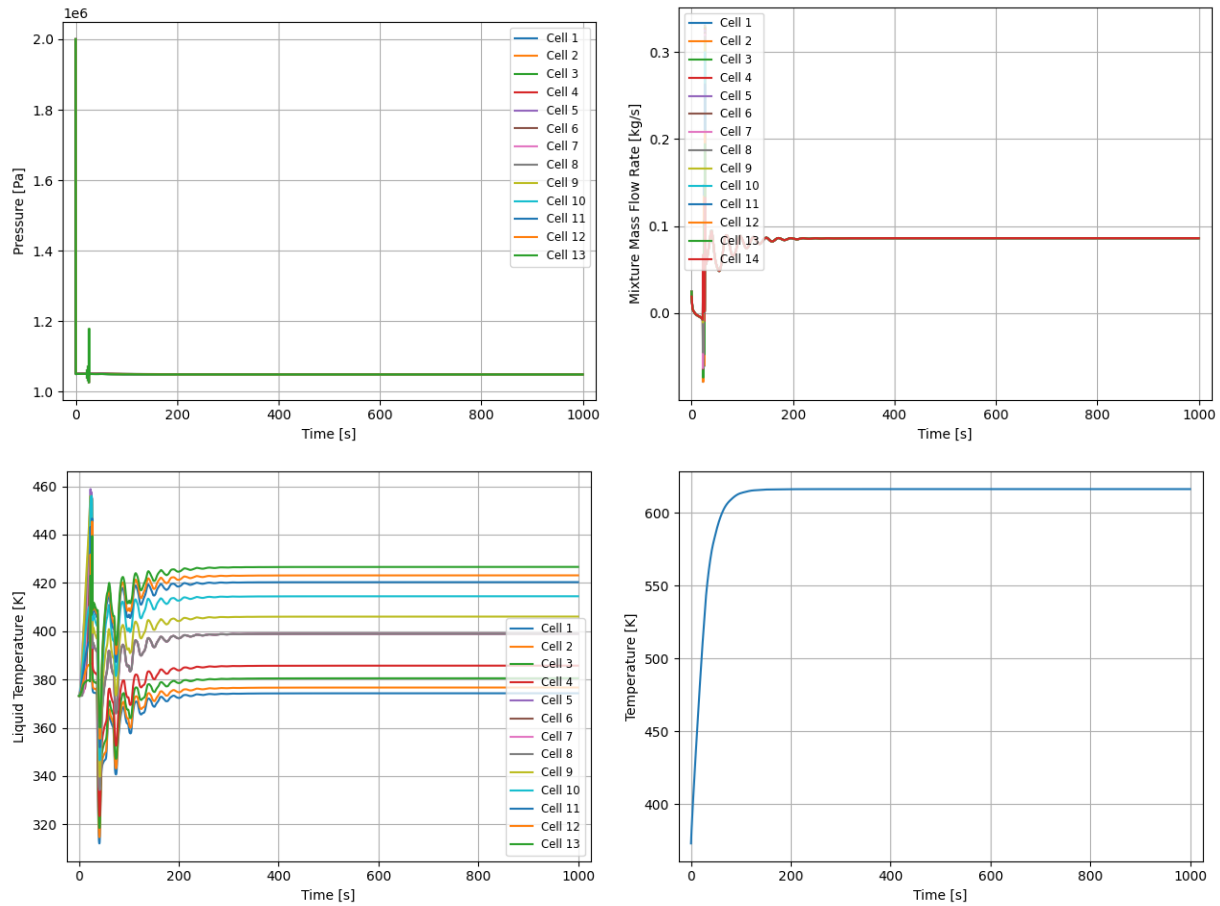 1e6
2.0
1.8
1.6
1.4
1.2
1.0
Pressure [Pa]
0 200 400 600 800 1000
Time [s]
Cell 1
Cell 2
Cell 3
Cell 4
Cell 5
Cell 6
Cell 7
Cell 8
Cell 9
Cell 10
Cell 11
Cell 12
Cell 13
0.3
0.2
0.1
0.0
Mixture Mass Flow Rate [kg/s]
0 200 400 600 800 1000
Time [s]
Cell 1
Cell 2
Cell 3
Cell 4
Cell 5
Cell 6
Cell 7
Cell 8
Cell 9
Cell 10
Cell 11
Cell 12
Cell 13
Cell 14
460
440
420
400
380
360
340
320
Liquid Temperature [K]
0 200 400 600 800 1000
Time [s]
Cell 1
Cell 2
Cell 3
Cell 4
Cell 5
Cell 6
Cell 7
Cell 8
Cell 9
Cell 10
Cell 11
Cell 12
Cell 13
600
550
500
450
400
Temperature [K]
0 200 400 600 800 1000
Time [s]